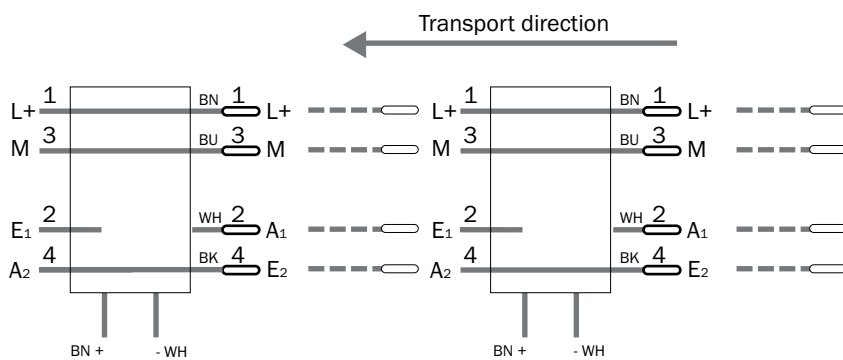 Transport direction
L+ 1 BN 1 L+ L+ 1 BN 1 L+
M 3 BU 3 M M 3 BU 3 M
E1 2 WH 2 A1 E1 2 WH 2 A1
A2 4 BK 4 E2 A2 4 BK 4 E2
BN + - WH BN + - WH